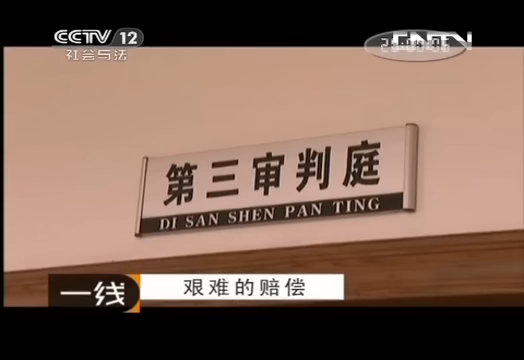 CCTV 12
社会与法
CNTV
第三审判庭
DI SAN SHEN PAN TING
一线
艰难的赔偿